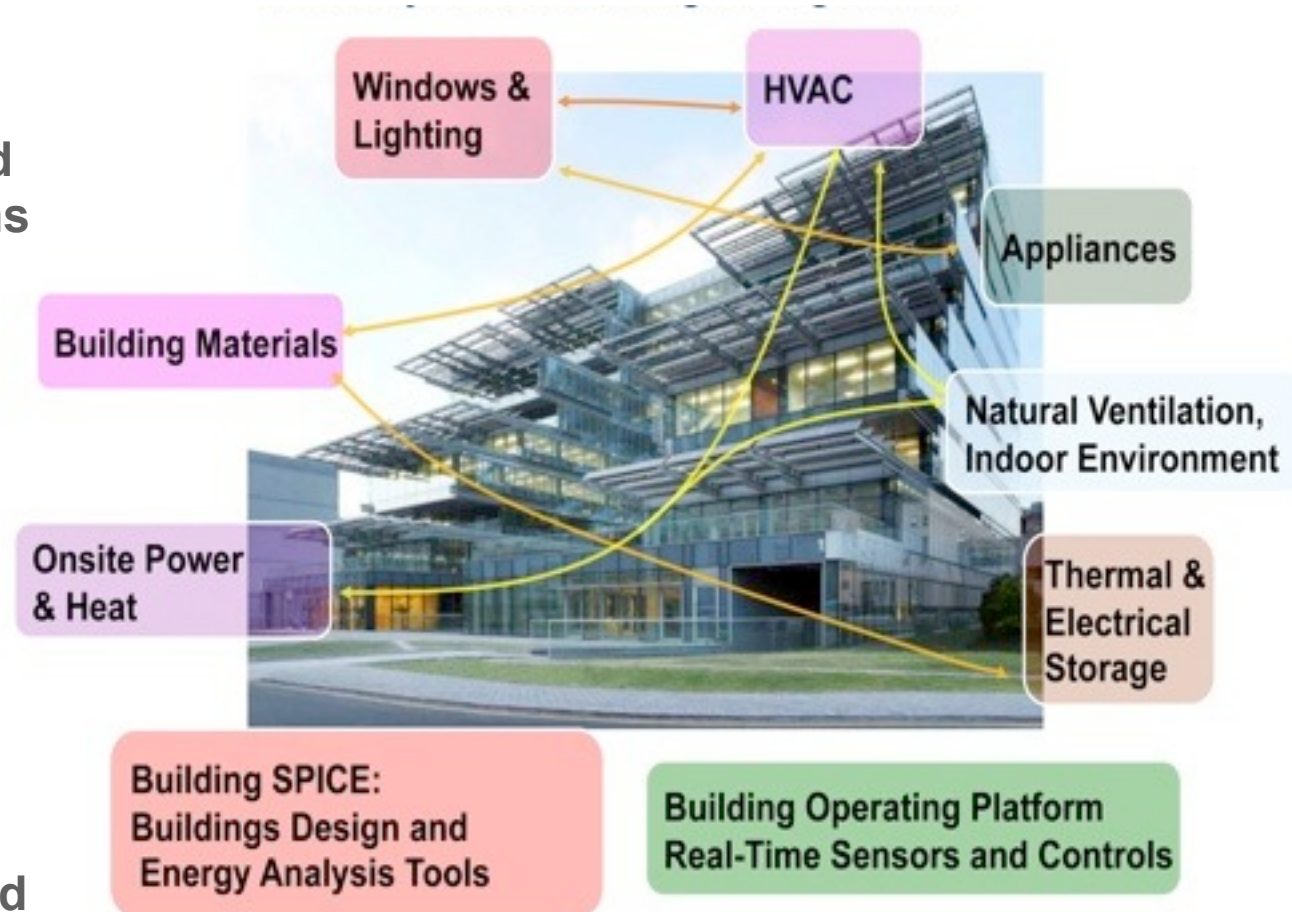 Windows &
Lighting
HVAC
Appliances
Building Materials
Natural Ventilation,
Indoor Environment
Onsite Power
& Heat
Thermal &
Electrical
Storage
Building SPICE:
Buildings Design and
Energy Analysis Tools
Building Operating Platform
Real-Time Sensors and Controls